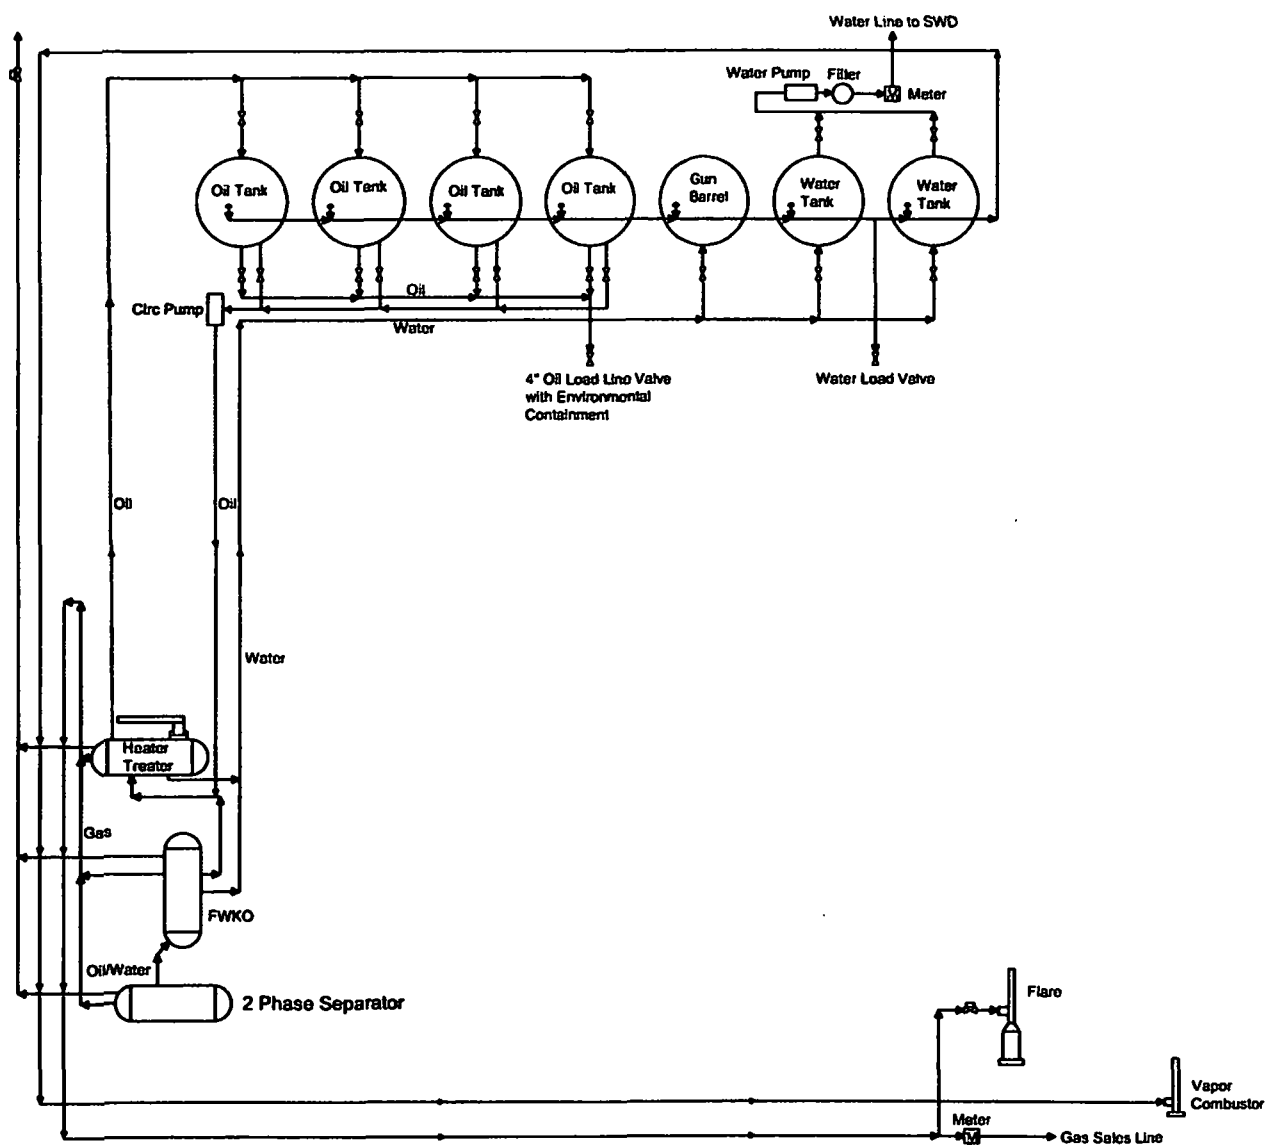 Water Line to SWD
Water Pump
Filter
Meter
Oil Tank
Oil Tank
Oil Tank
Oil Tank
Gun
Barrel
Water
Tank
Water
Tank
Oil
Circ Pump
Water
4" Oil Load Line Valve
with Environmental
Containment
Water Load Valve
Oil
Oil
Water
Heater
Treater
Gas
FWKO
Oil/Water
2 Phase Separator
Flare
Vapor
Combustor
Meter
M
Gas Sales Line